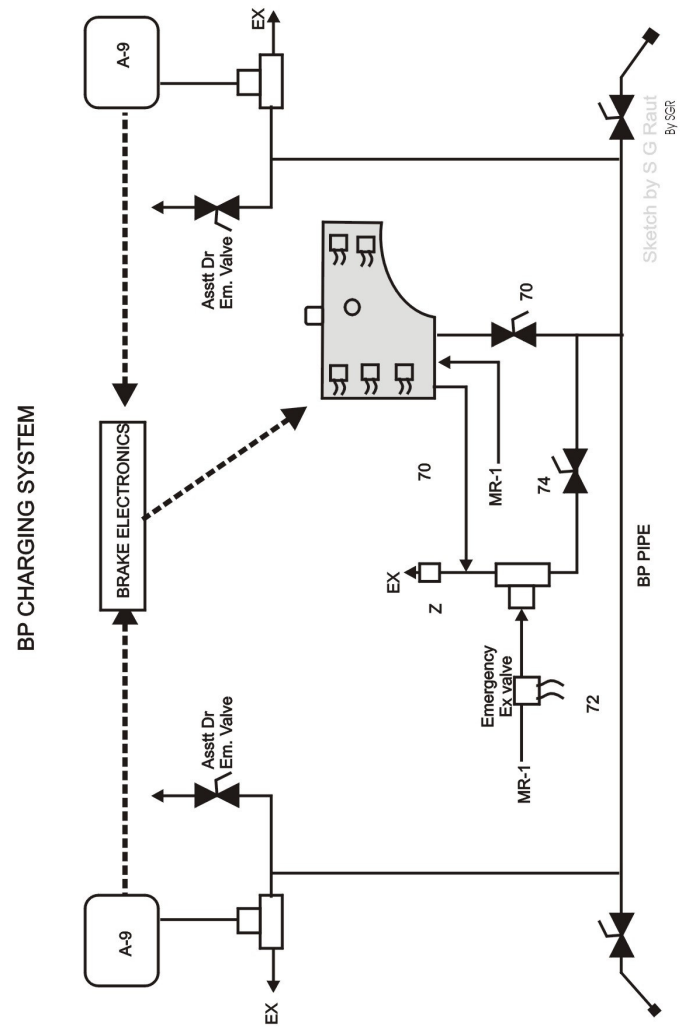 BP CHARGING SYSTEM
A-9
A-9
BRAKE ELECTRONICS
EX
EX
Asstt Dr
Em. Valve
Asstt Dr
Em. Valve
EX
Z
70
MR-1
70
Emergency
Ex valve
MR-1
72
74
BP PIPE
Sketch by S G Raut
By SGR